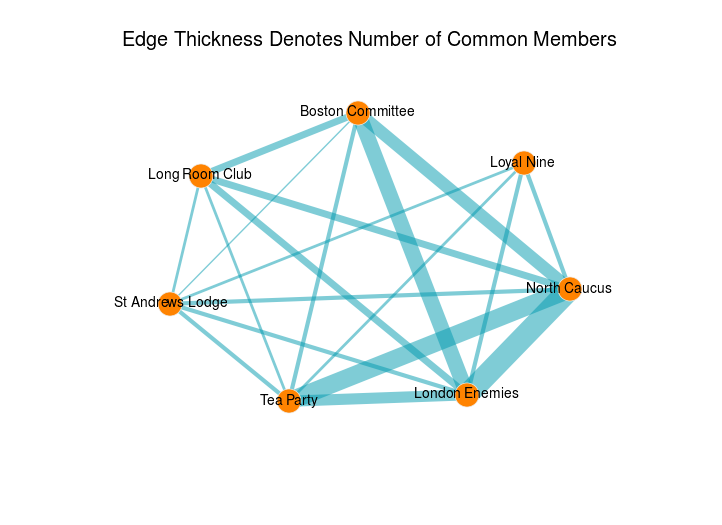 Edge Thickness Denotes Number of Common Members
Boston Committee
Loyal Nine
Long Room Club
North Caucus
St Andrews Lodge
London Enemies
Tea Party